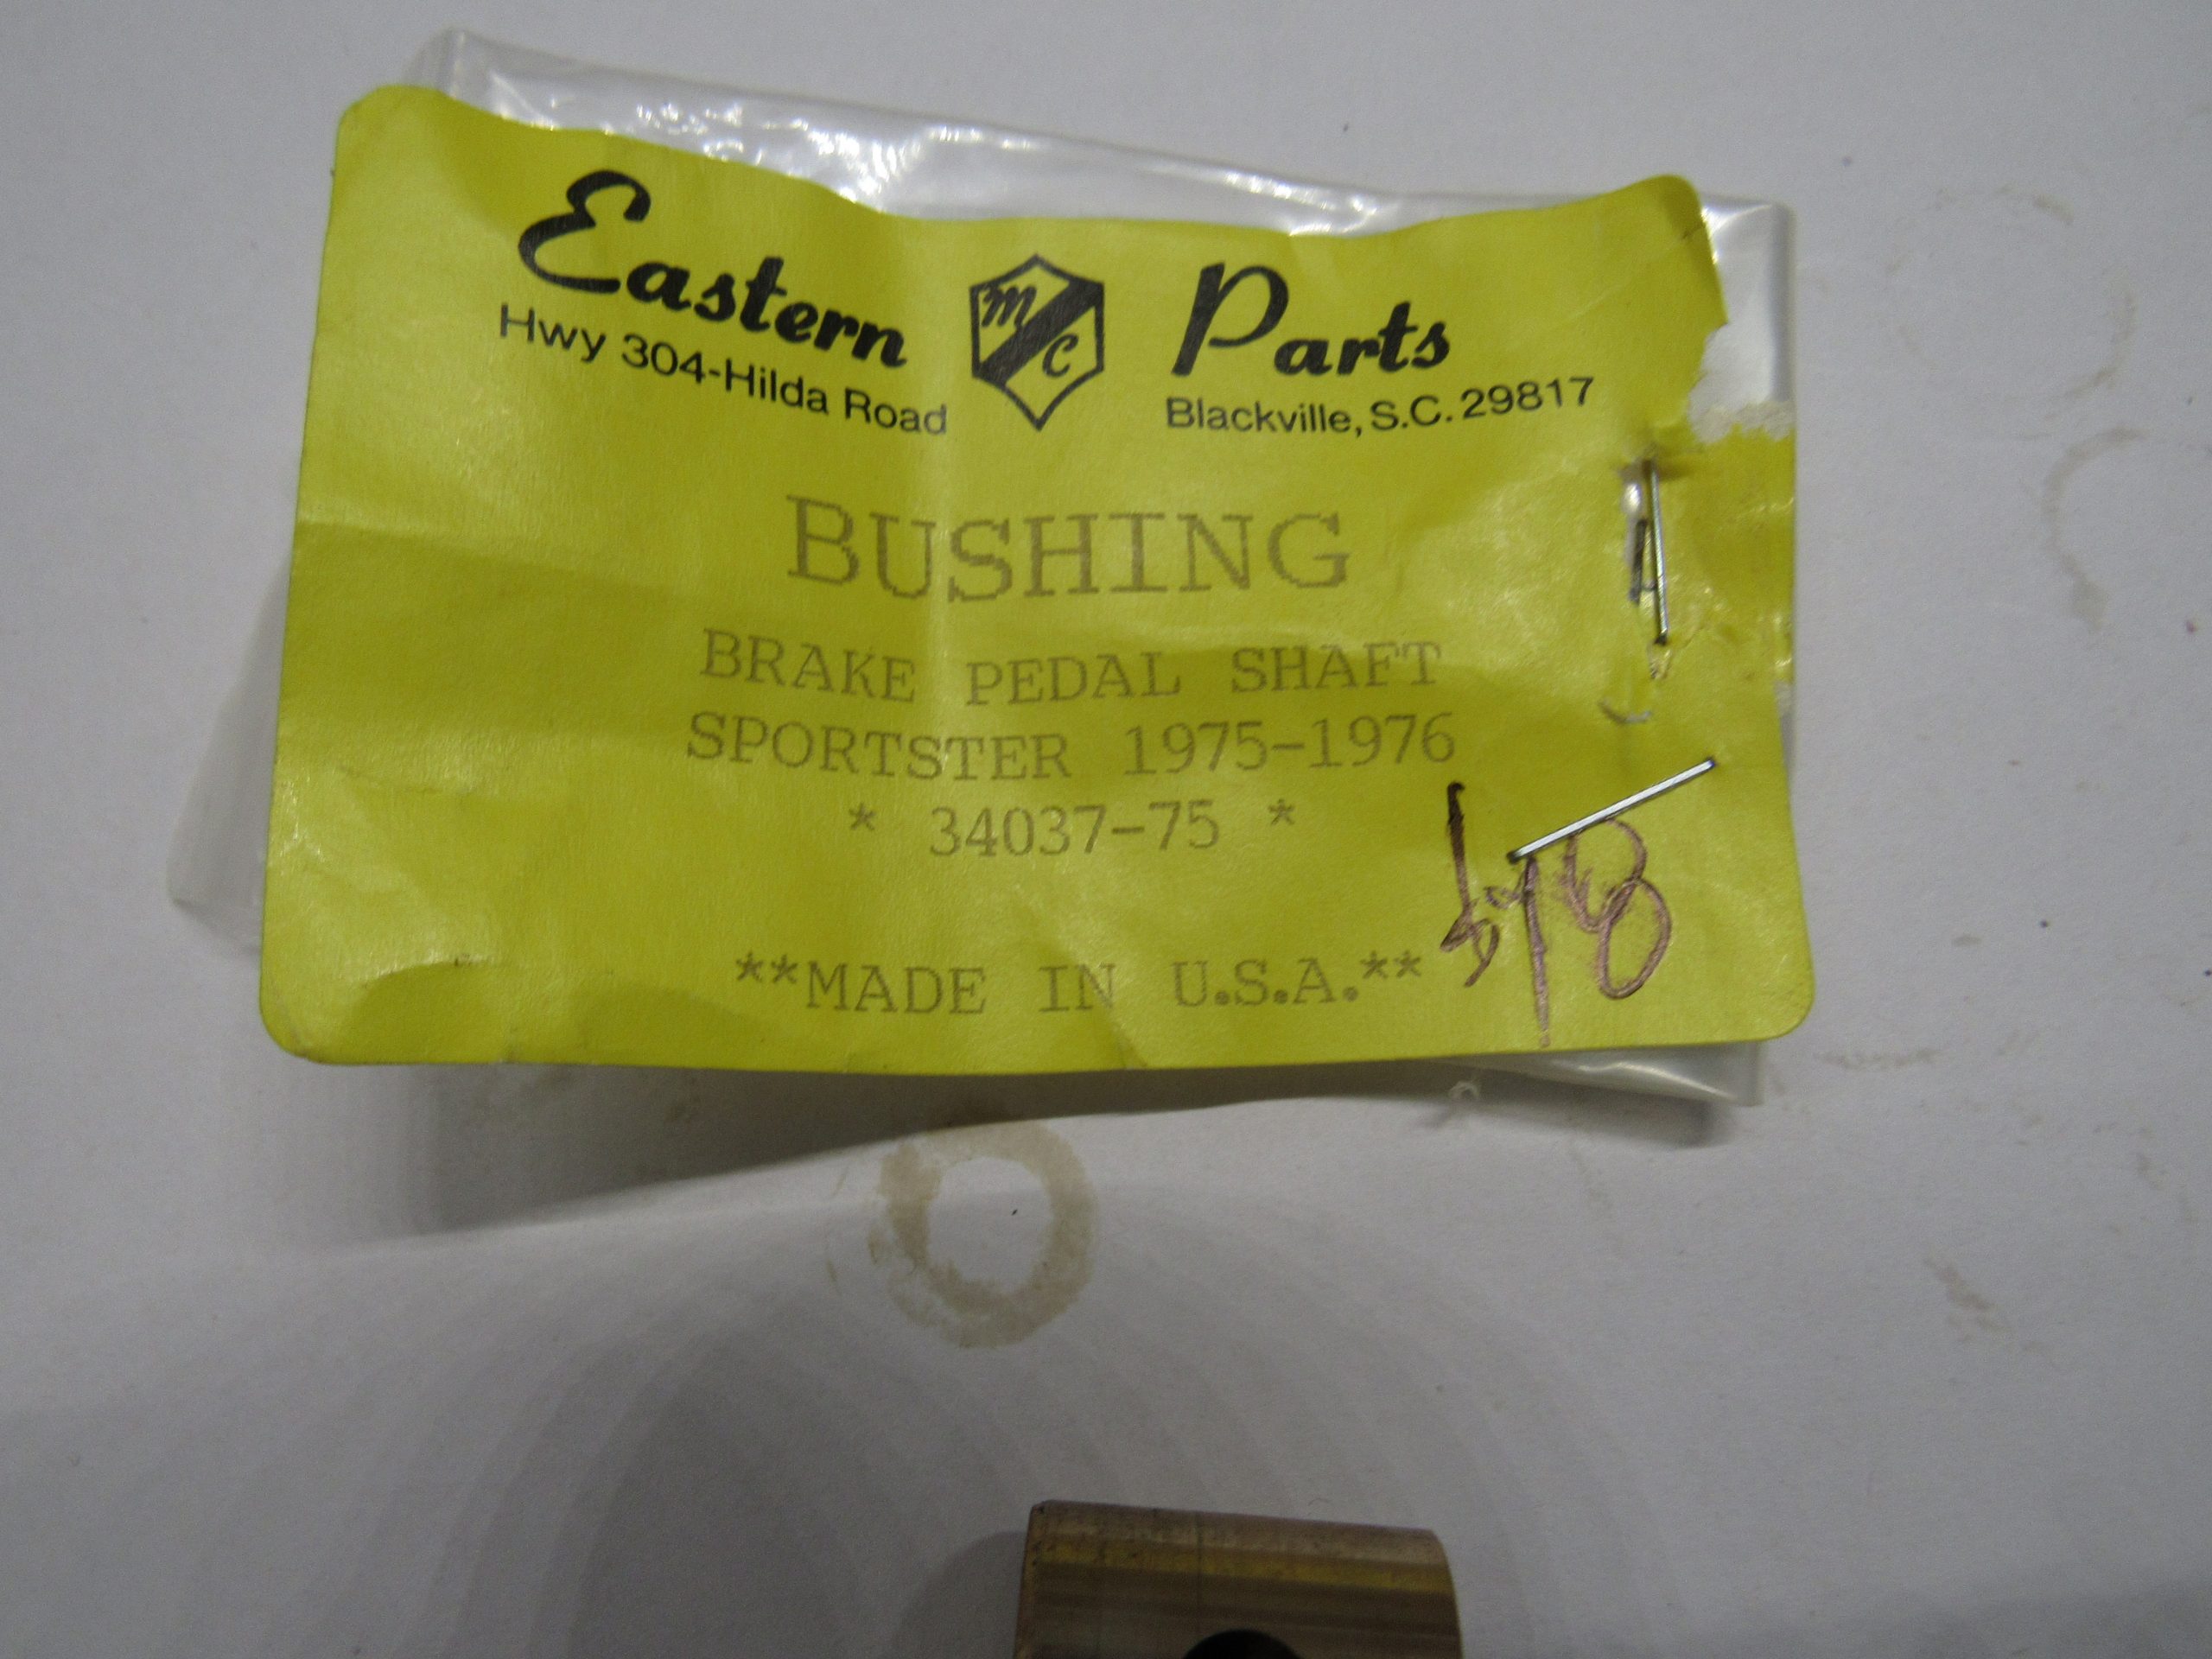 Eastern M C Parts
Hwy 304-Hilda Road Blackville, S.C. 29817
BUSHING
BRAKE PEDAL SHAFT
SPORTSTER 1975-1976
* 34037-75 *
**MADE IN U.S.A.**